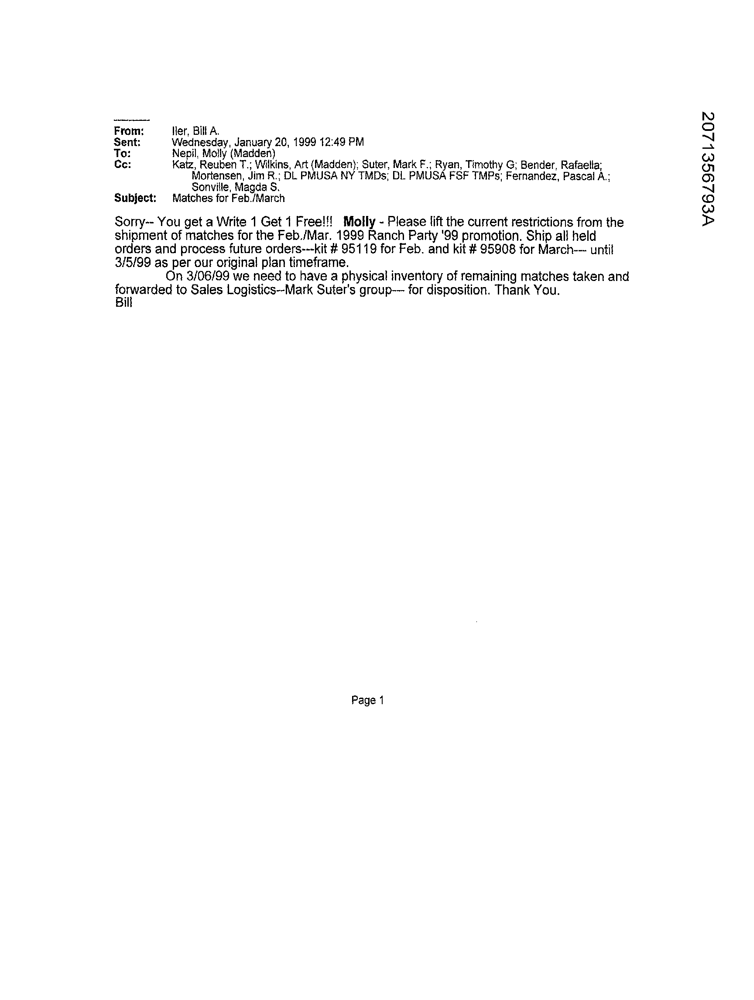 From: Iler, Bill A.
Sent: Wednesday, January 20, 1999 12:49 PM
To: Nepil, Molly (Madden)
Cc: Katz, Reuben T.; Wilkins, Art (Madden); Suter, Mark F.; Ryan, Timothy G; Bender, Rafaella;
Mortensen, Jim R.; DL PMUSA NY TMDs; DL PMUSA FSF TMPs; Fernandez, Pascal A.;
Sonville, Magda S.
Subject: Matches for Feb./March
Sorry-- You get a Write 1 Get 1 Free!!! Molly - Please lift the current restrictions from the
shipment of matches for the Feb./Mar. 1999 Ranch Party '99 promotion. Ship all held
orders and process future orders---kit # 95119 for Feb. and kit # 95908 for March--- until
3/5/99 as per our original plan timeframe.
On 3/06/99 we need to have a physical inventory of remaining matches taken and
forwarded to Sales Logistics--Mark Suter's group--- for disposition. Thank You.
Bill
Page 1
2071356793A